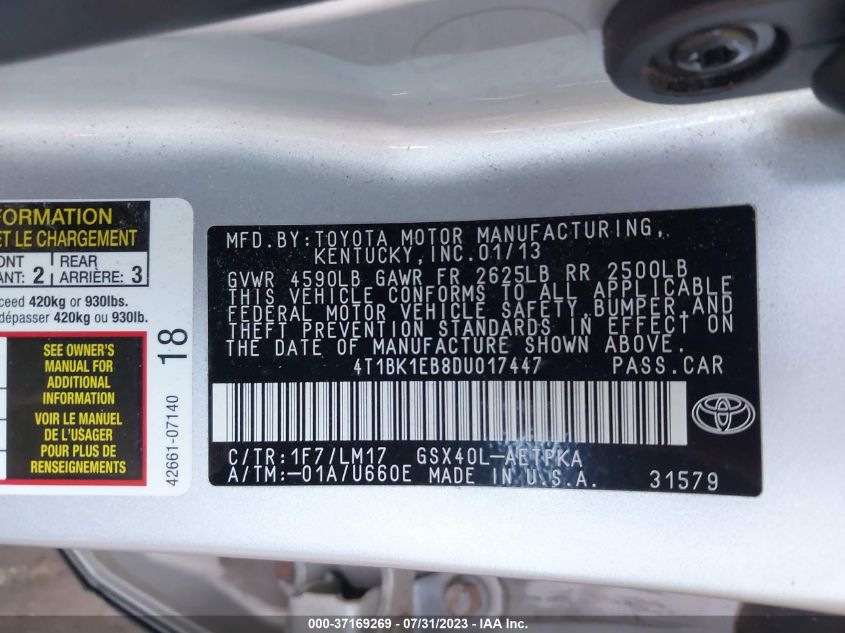 FORMATION
ET LE CHARGEMENT
ONT 2 REAR 3
ANT: ARRIÈRE:
ceed 420kg or 930lbs.
dépasser 420kg ou 930lb.
SEE OWNER'S
MANUAL FOR
ADDITIONAL
INFORMATION
VOIR LE MANUEL
DE L'USAGER
POUR PLUS DE
RENSEIGNEMENTS
42661-07140 18
MFD.BY:TOYOTA MOTOR MANUFACTURING,
KENTUCKY,INC.01/13
GVWR 4590LB GAWR FR 2625LB RR 2500LB
THIS VEHICLE CONFORMS TO ALL APPLICABLE
FEDERAL MOTOR VEHICLE SAFETY,BUMPER,AND
THEFT PREVENTION STANDARDS IN EFFECT ON
THE DATE OF MANUFACTURE SHOWN ABOVE.
4T1BK1EB8DU017447 PASS.CAR
C/TR:1F7/LM17 GSX40L-AETPKA
A/TM:-01A/U660E MADE IN U.S.A. 31579
000-37169269 - 07/31/2023 - COPYRIGHT IAA, INC.